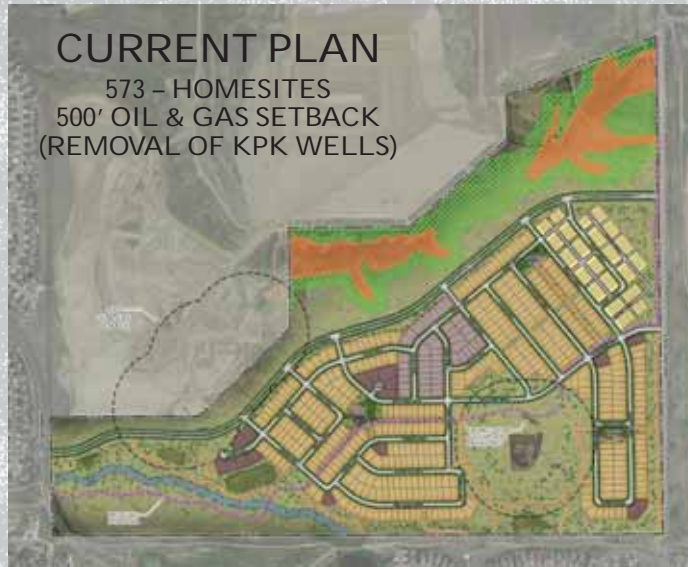 CURRENT PLAN
573 – HOMESITES
500' OIL & GAS SETBACK
(REMOVAL OF KPK WELLS)